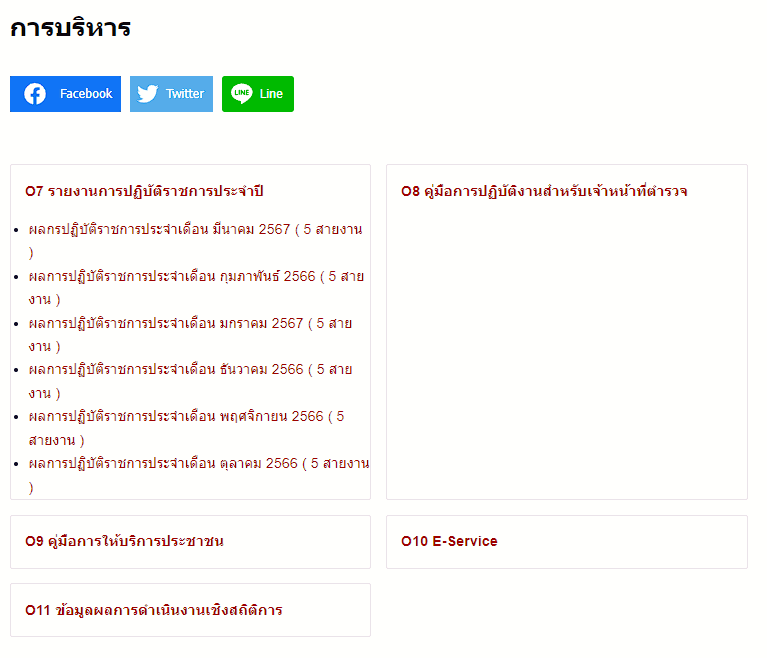 การบริหาร
Facebook Twitter LINE Line
O7 รายงานการปฏิบัติราชการประจำปี
ผลกรปฏิบัติราชการประจำเดือน มีนาคม 2567 ( 5 สายงาน
)
ผลการปฏิบัติราชการประจำเดือน กุมภาพันธ์ 2566 ( 5 สาย
งาน )
ผลการปฏิบัติราชการประจำเดือน มกราคม 2567 ( 5 สาย
งาน )
ผลการปฏิบัติราชการประจำเดือน ธันวาคม 2566 ( 5 สาย
งาน )
ผลการปฏิบัติราชการประจำเดือน พฤศจิกายน 2566 ( 5
สายงาน )
ผลการปฏิบัติราชการประจำเดือน ตุลาคม 2566 ( 5 สายงาน
)
O8 คู่มือการปฏิบัติงานสำหรับเจ้าหน้าที่ตำรวจ
O9 คู่มือการให้บริการประชาชน
O10 E-Service
O11 ข้อมูลผลการดำเนินงานเชิงสถิติการ